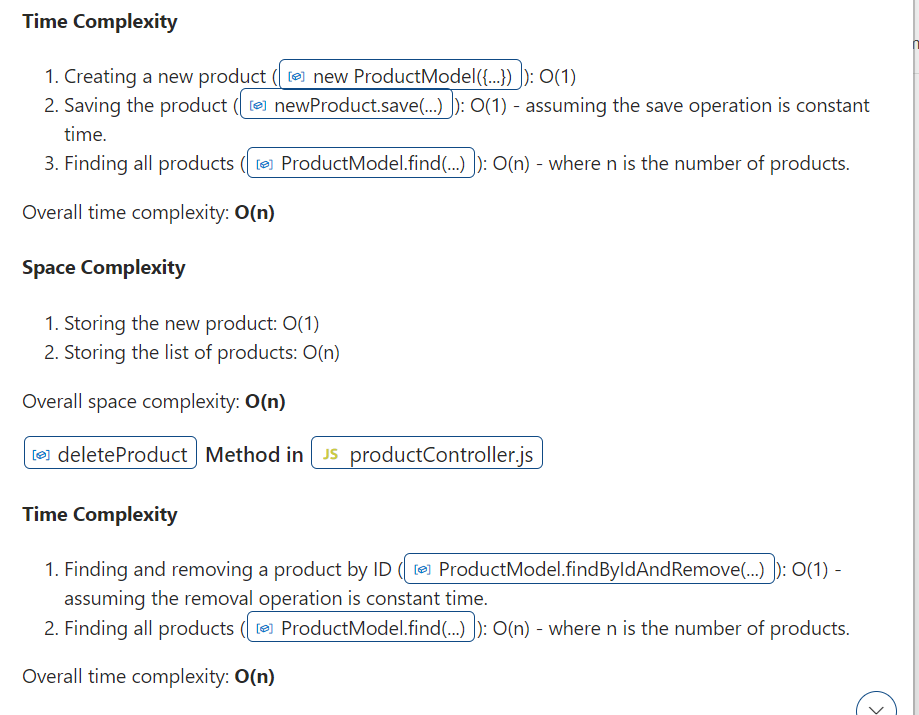 Time Complexity
1. Creating a new product ( new ProductModel({...}) ): O(1)
2. Saving the product ( newProduct.save(...) ): O(1) - assuming the save operation is constant
time.
3. Finding all products ( ProductModel.find(...) ): O(n) - where n is the number of products.
Overall time complexity: O(n)
Space Complexity
1. Storing the new product: O(1)
2. Storing the list of products: O(n)
Overall space complexity: O(n)
deleteProduct Method in JS productController.js
Time Complexity
1. Finding and removing a product by ID ( ProductModel.findByIdAndRemove(...) ): O(1) -
assuming the removal operation is constant time.
2. Finding all products ( ProductModel.find(...) ): O(n) - where n is the number of products.
Overall time complexity: O(n)